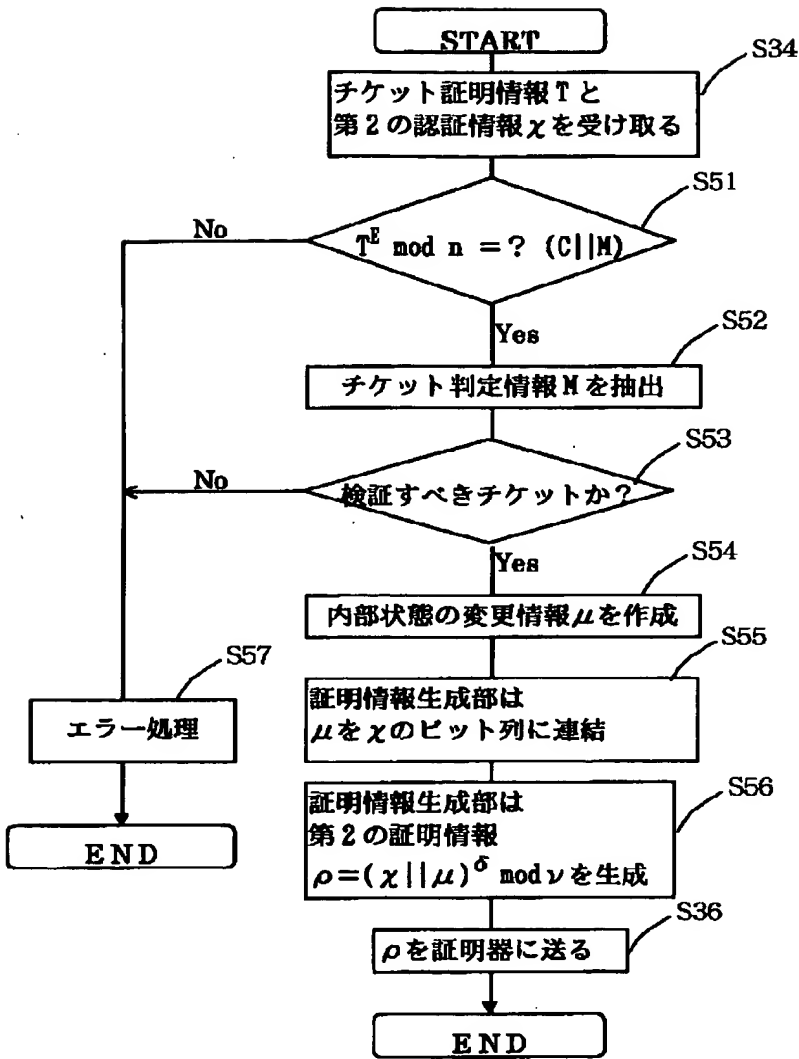 START
S34
チケット証明情報Tと
第2の認証情報χを受け取る
S51
No
T^E mod n =? (C||M)
Yes
S52
チケット判定情報Mを抽出
S53
No
検証すべきチケットか?
Yes
S54
内部状態の変更情報μを作成
S55
S57
証明情報生成部は
μをχのビット列に連結
エラー処理
S56
証明情報生成部は
第2の証明情報
ρ=(χ||μ)^δ mod νを生成
END
S36
ρを証明器に送る
END